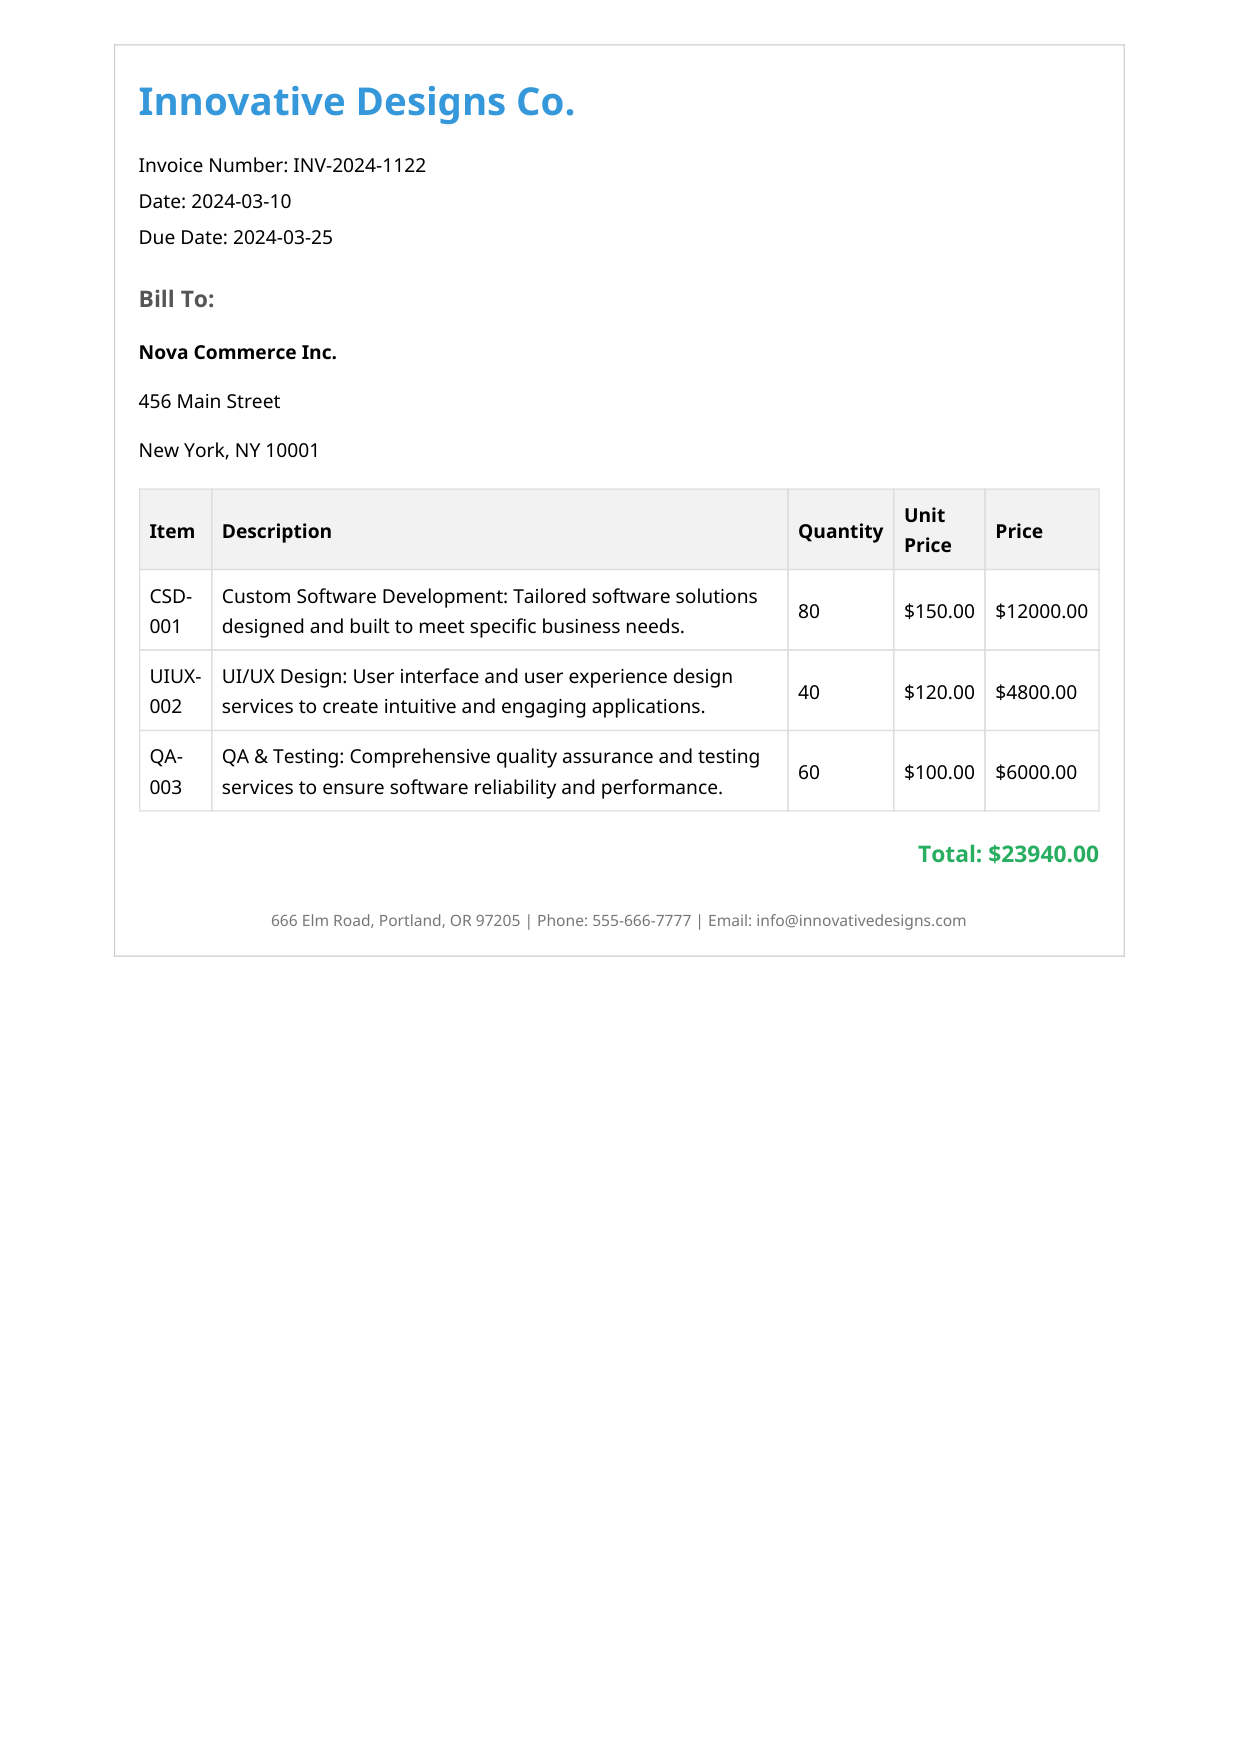 Innovative Designs Co.
Invoice Number: INV-2024-1122
Date: 2024-03-10
Due Date: 2024-03-25
Bill To:
Nova Commerce Inc.
456 Main Street
New York, NY 10001
Item Description Quantity Unit Price Price
CSD-001 Custom Software Development: Tailored software solutions
designed and built to meet specific business needs. 80 $150.00 $12000.00
UIUX-002 UI/UX Design: User interface and user experience design
services to create intuitive and engaging applications. 40 $120.00 $4800.00
QA-003 QA & Testing: Comprehensive quality assurance and testing
services to ensure software reliability and performance. 60 $100.00 $6000.00
Total: $23940.00
666 Elm Road, Portland, OR 97205 | Phone: 555-666-7777 | Email: info@innovativedesigns.com